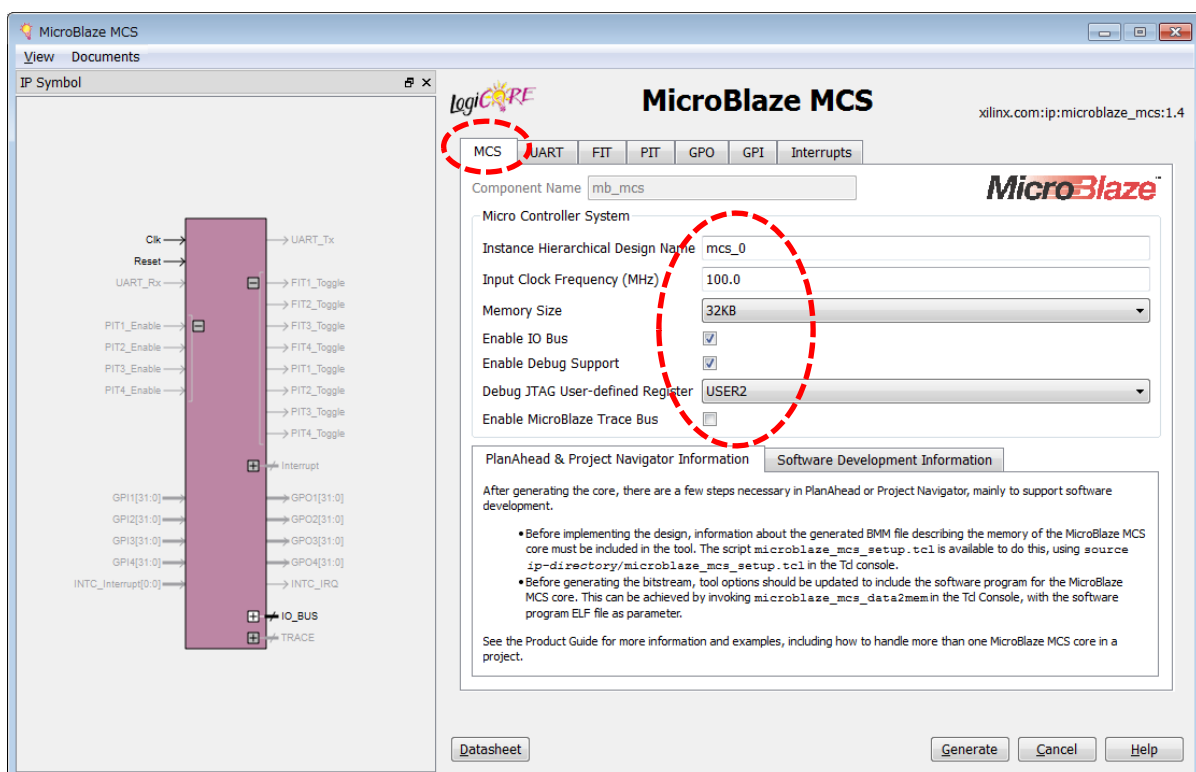 MicroBlaze MCS
View Documents
IP Symbol
Clk
Reset
UART_Rx
PIT1_Enable
PIT2_Enable
PIT3_Enable
PIT4_Enable
GPI1[31:0]
GPI2[31:0]
GPI3[31:0]
GPI4[31:0]
INTC_Interrupt[0:0]
UART_Tx
FIT1_Toggle
FIT2_Toggle
FIT3_Toggle
FIT4_Toggle
PIT1_Toggle
PIT2_Toggle
PIT3_Toggle
PIT4_Toggle
Interrupt
GPO1[31:0]
GPO2[31:0]
GPO3[31:0]
GPO4[31:0]
INTC_IRQ
IO_BUS
TRACE
LogiCORE
MicroBlaze MCS
xilinx.com:ip:microblaze_mcs:1.4
MCS UART FIT PIT GPO GPI Interrupts
Component Name mb_mcs
MicroBlaze™
Micro Controller System
Instance Hierarchical Design Name mcs_0
Input Clock Frequency (MHz) 100.0
Memory Size 32KB
Enable IO Bus
Enable Debug Support
Debug JTAG User-defined Register USER2
Enable MicroBlaze Trace Bus
PlanAhead & Project Navigator Information Software Development Information
After generating the core, there are a few steps necessary in PlanAhead or Project Navigator, mainly to support software
development.
• Before implementing the design, information about the generated BMM file describing the memory of the MicroBlaze MCS
core must be included in the tool. The script microblaze_mcs_setup.tcl is available to do this, using source
ip-directory/microblaze_mcs_setup.tcl in the Tcl console.
• Before generating the bitstream, tool options should be updated to include the software program for the MicroBlaze
MCS core. This can be achieved by invoking microblaze_mcs_data2mem in the Tcl Console, with the software
program ELF file as parameter.
See the Product Guide for more information and examples, including how to handle more than one MicroBlaze MCS core in a
project.
Datasheet Generate Cancel Help